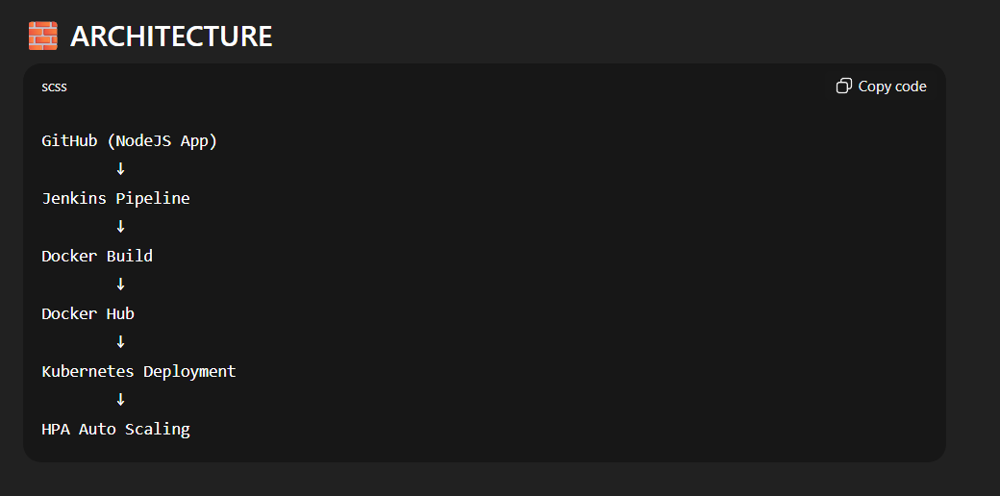 🧱 ARCHITECTURE
scss
Copy code
GitHub (NodeJS App)
↓
Jenkins Pipeline
↓
Docker Build
↓
Docker Hub
↓
Kubernetes Deployment
↓
HPA Auto Scaling